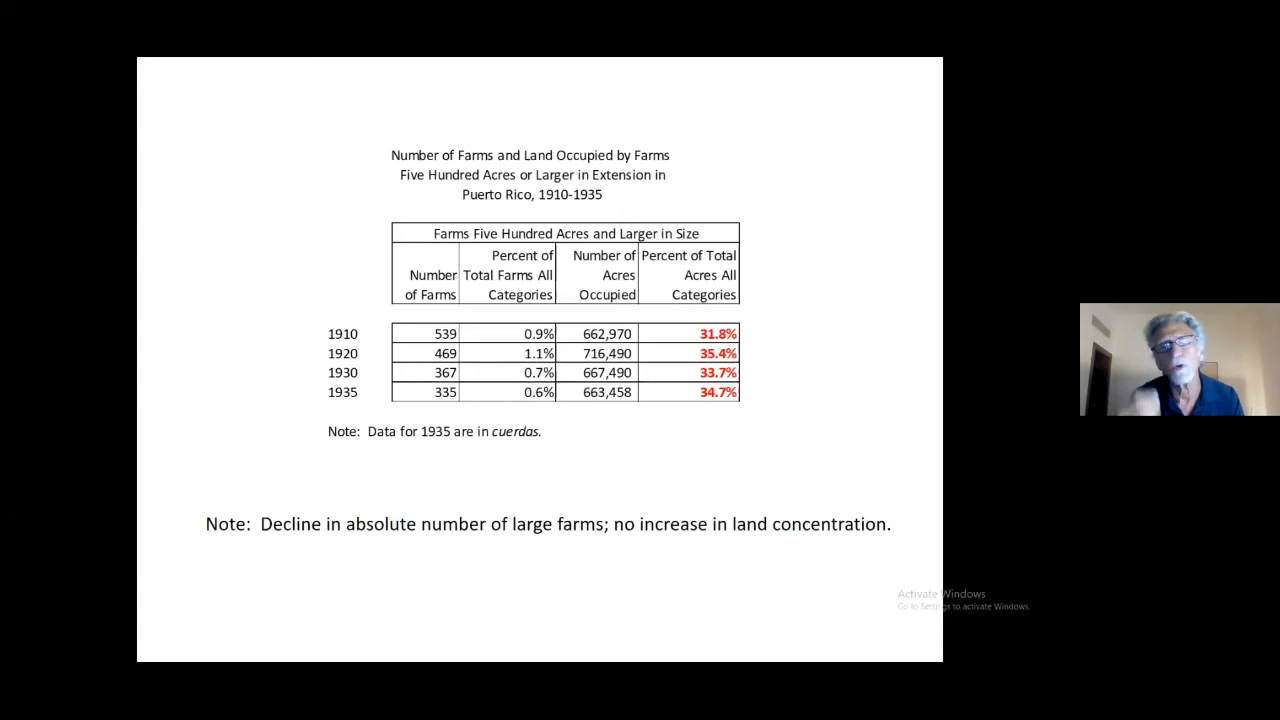 Number of Farms and Land Occupied by Farms
Five Hundred Acres or Larger in Extension in
Puerto Rico, 1910-1935
Farms Five Hundred Acres and Larger in Size
Percent of Number of Percent of Total
Number Total Farms All Acres Acres All
of Farms Categories Occupied Categories
1910 539 0.9% 662,970 31.8%
1920 469 1.1% 716,490 35.4%
1930 367 0.7% 667,490 33.7%
1935 335 0.6% 663,458 34.7%
Note: Data for 1935 are in cuerdas.
Note: Decline in absolute number of large farms; no increase in land concentration.
Activate Windows
Go to Settings to activate Windows.